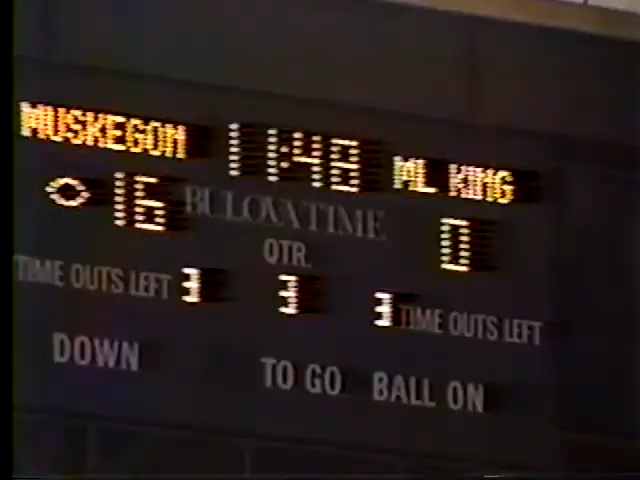 MUSKEGON 11:48 ML KING
16 BULOVA TIME 0
QTR.
TIME OUTS LEFT 3 3 3 TIME OUTS LEFT
DOWN TO GO BALL ON